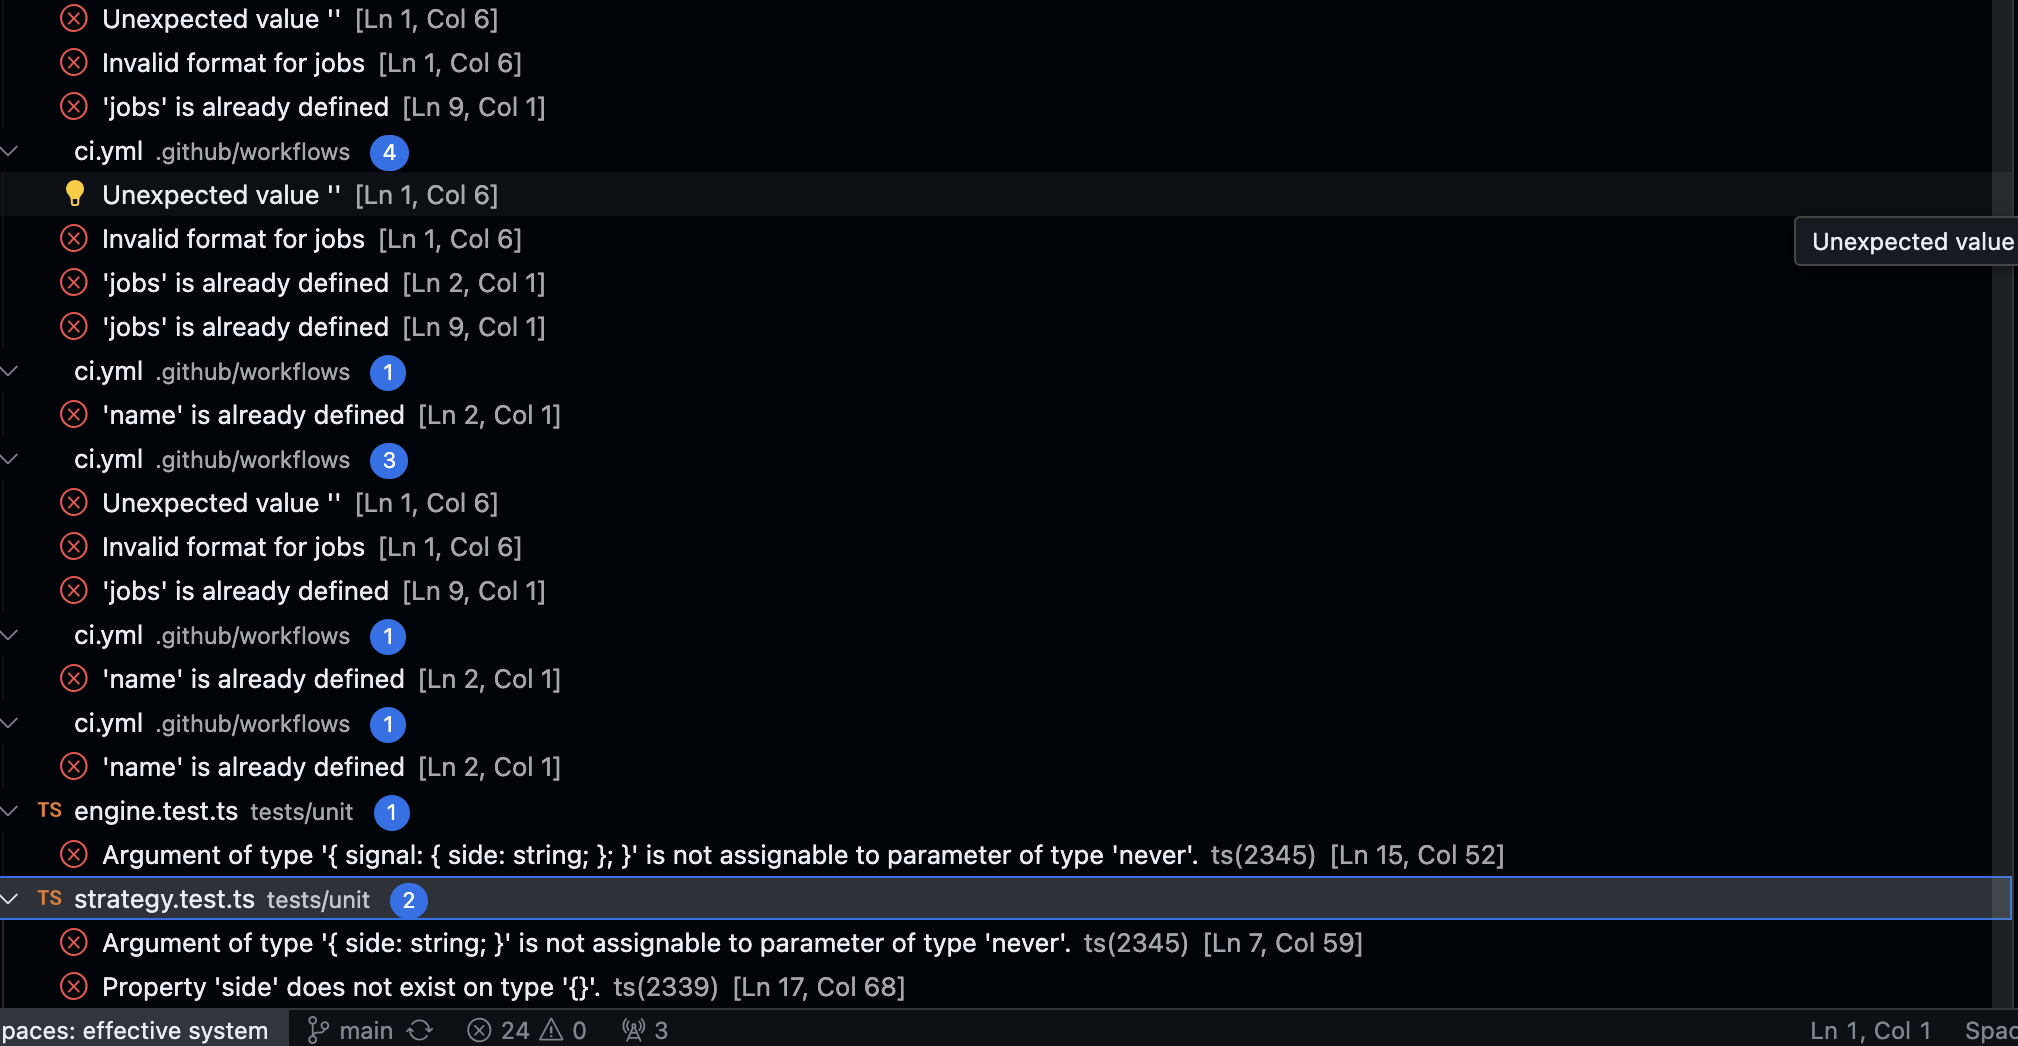 Unexpected value '' [Ln 1, Col 6]
Invalid format for jobs [Ln 1, Col 6]
'jobs' is already defined [Ln 9, Col 1]
ci.yml .github/workflows 4
Unexpected value '' [Ln 1, Col 6]
Invalid format for jobs [Ln 1, Col 6]
Unexpected value
'jobs' is already defined [Ln 2, Col 1]
'jobs' is already defined [Ln 9, Col 1]
ci.yml .github/workflows 1
'name' is already defined [Ln 2, Col 1]
ci.yml .github/workflows 3
Unexpected value '' [Ln 1, Col 6]
Invalid format for jobs [Ln 1, Col 6]
'jobs' is already defined [Ln 9, Col 1]
ci.yml .github/workflows 1
'name' is already defined [Ln 2, Col 1]
ci.yml .github/workflows 1
'name' is already defined [Ln 2, Col 1]
TS engine.test.ts tests/unit 1
Argument of type '{ signal: { side: string; }; }' is not assignable to parameter of type 'never'. ts(2345) [Ln 15, Col 52]
TS strategy.test.ts tests/unit 2
Argument of type '{ side: string; }' is not assignable to parameter of type 'never'. ts(2345) [Ln 7, Col 59]
Property 'side' does not exist on type '{}'. ts(2339) [Ln 17, Col 68]
paces: effective system main 24 0 3 Ln 1, Col 1 Spac